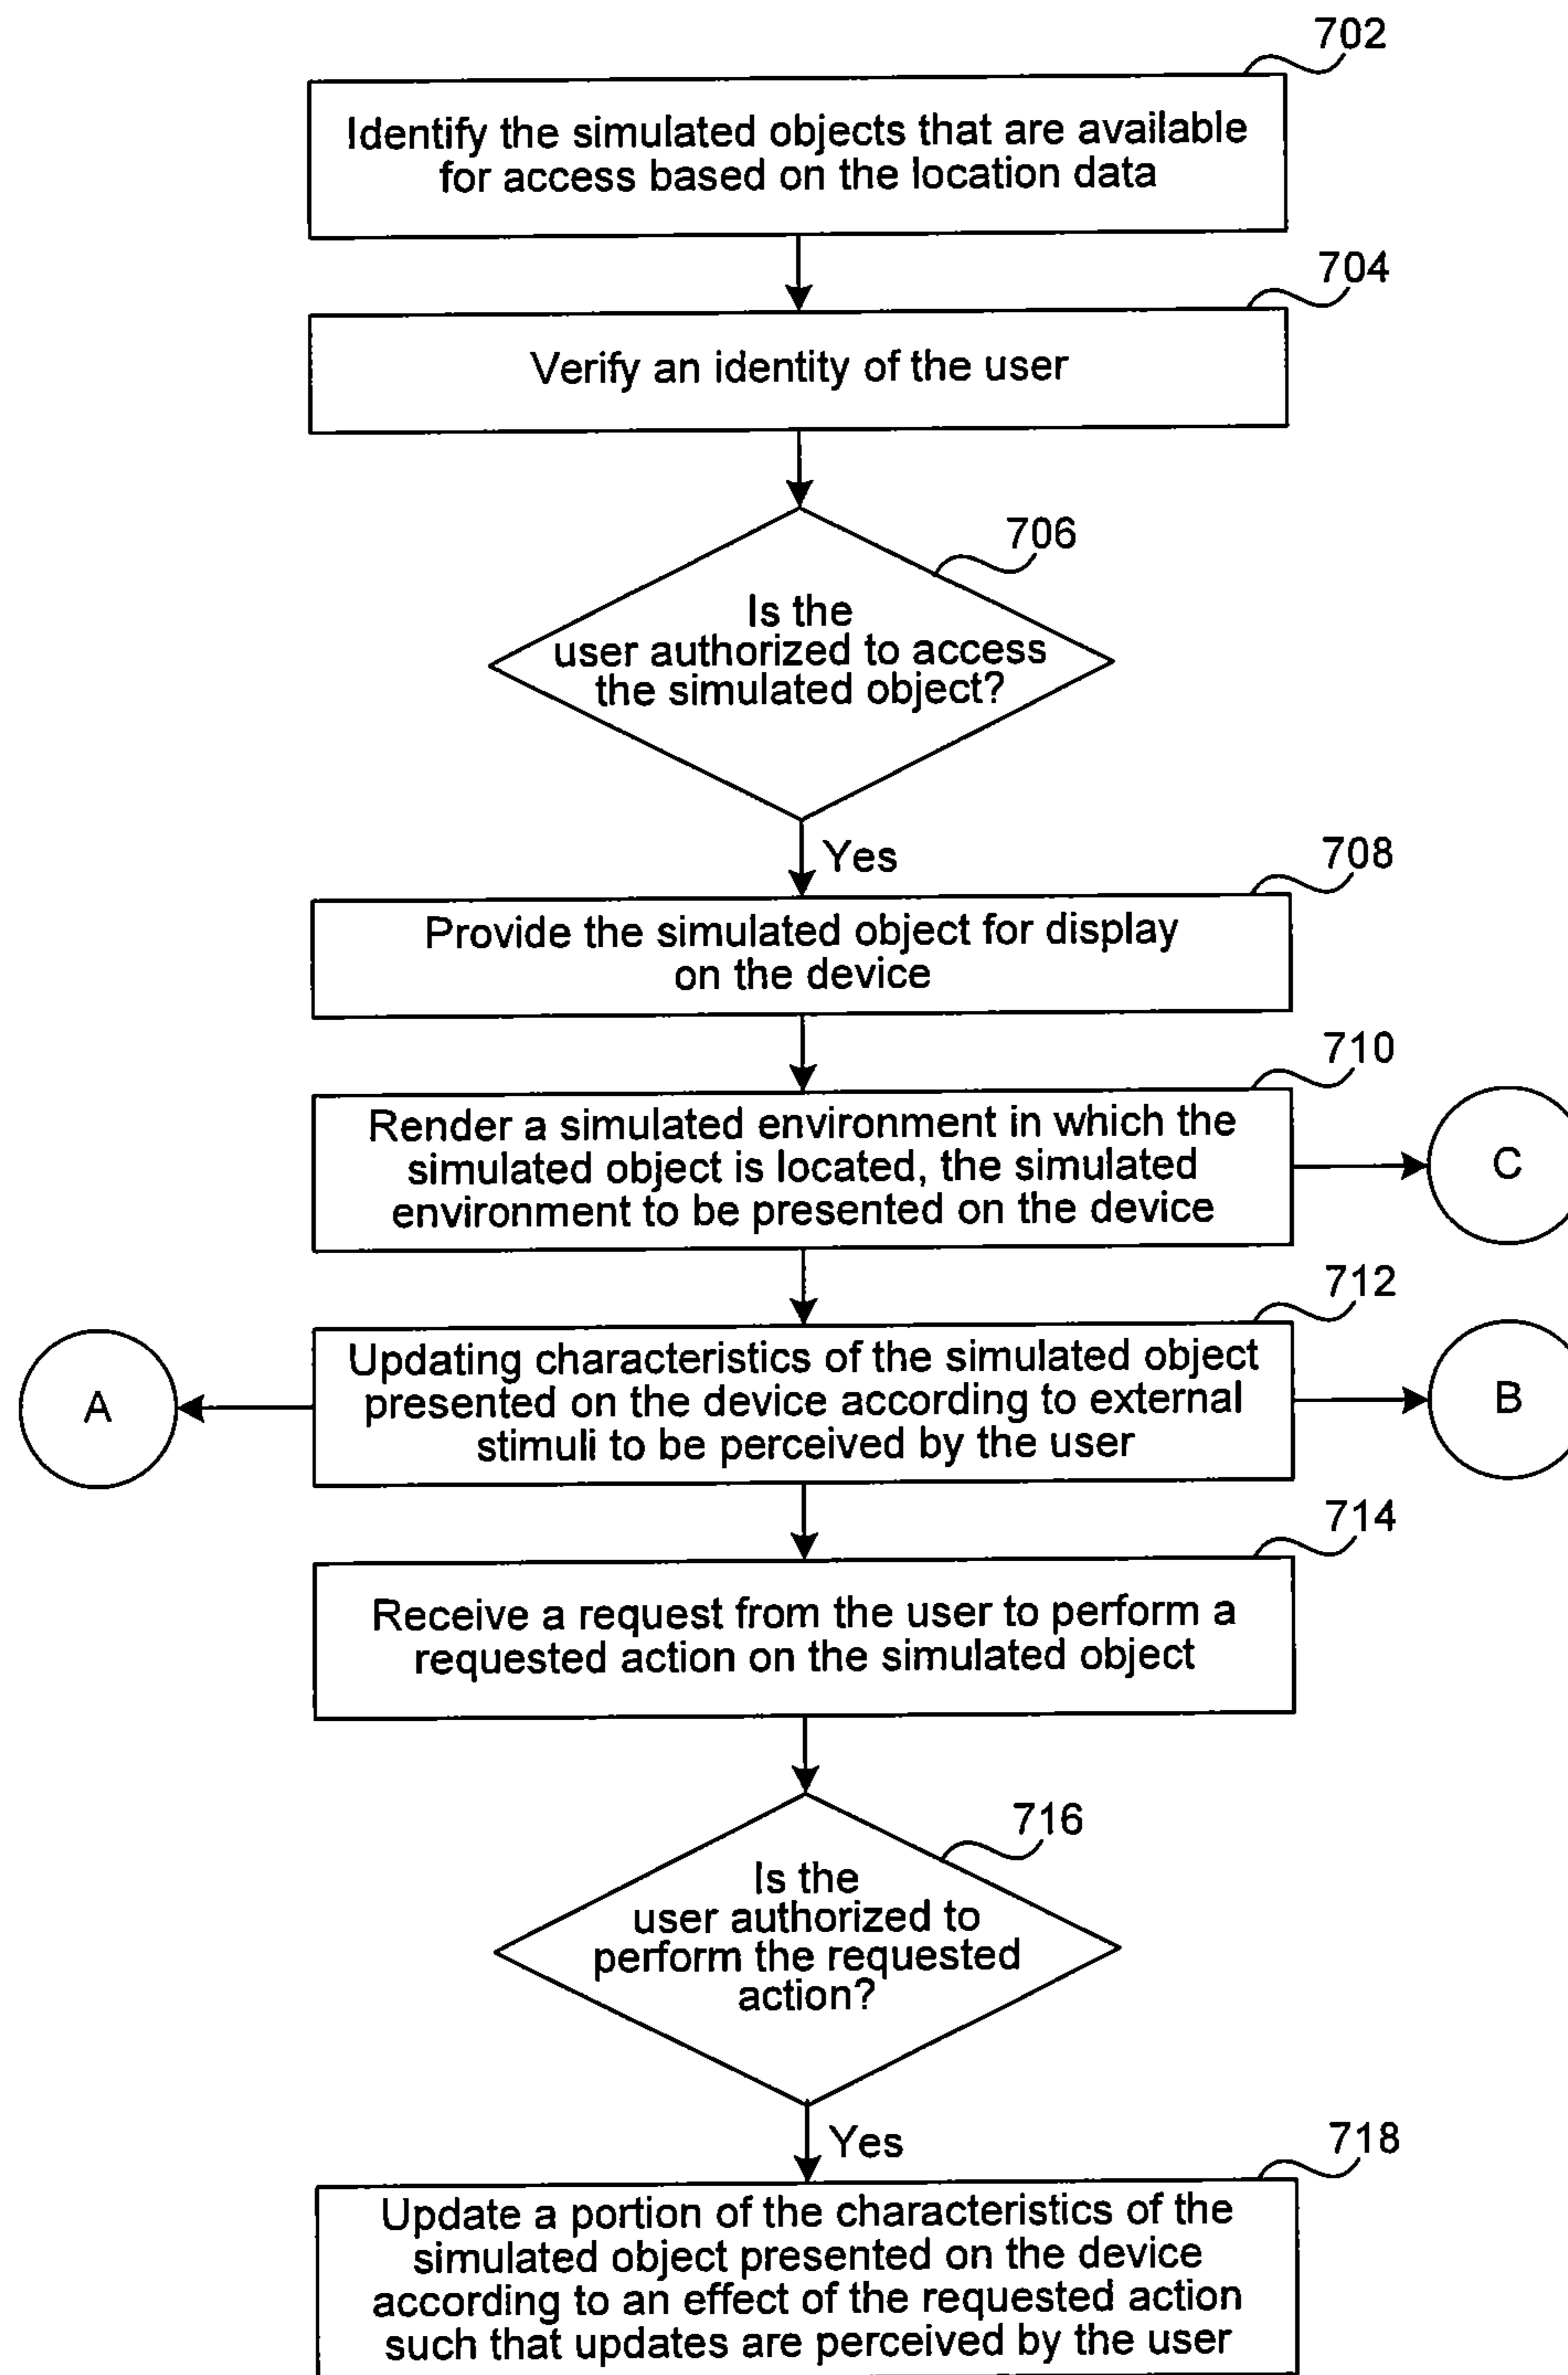 702
Identify the simulated objects that are available
for access based on the location data
704
Verify an identity of the user
706
Is the
user authorized to access
the simulated object?
Yes
708
Provide the simulated object for display
on the device
710
Render a simulated environment in which the
simulated object is located, the simulated
environment to be presented on the device
C
712
Updating characteristics of the simulated object
presented on the device according to external
stimuli to be perceived by the user
A
B
714
Receive a request from the user to perform a
requested action on the simulated object
716
Is the
user authorized to
perform the requested
action?
Yes
718
Update a portion of the characteristics of the
simulated object presented on the device
according to an effect of the requested action
such that updates are perceived by the user